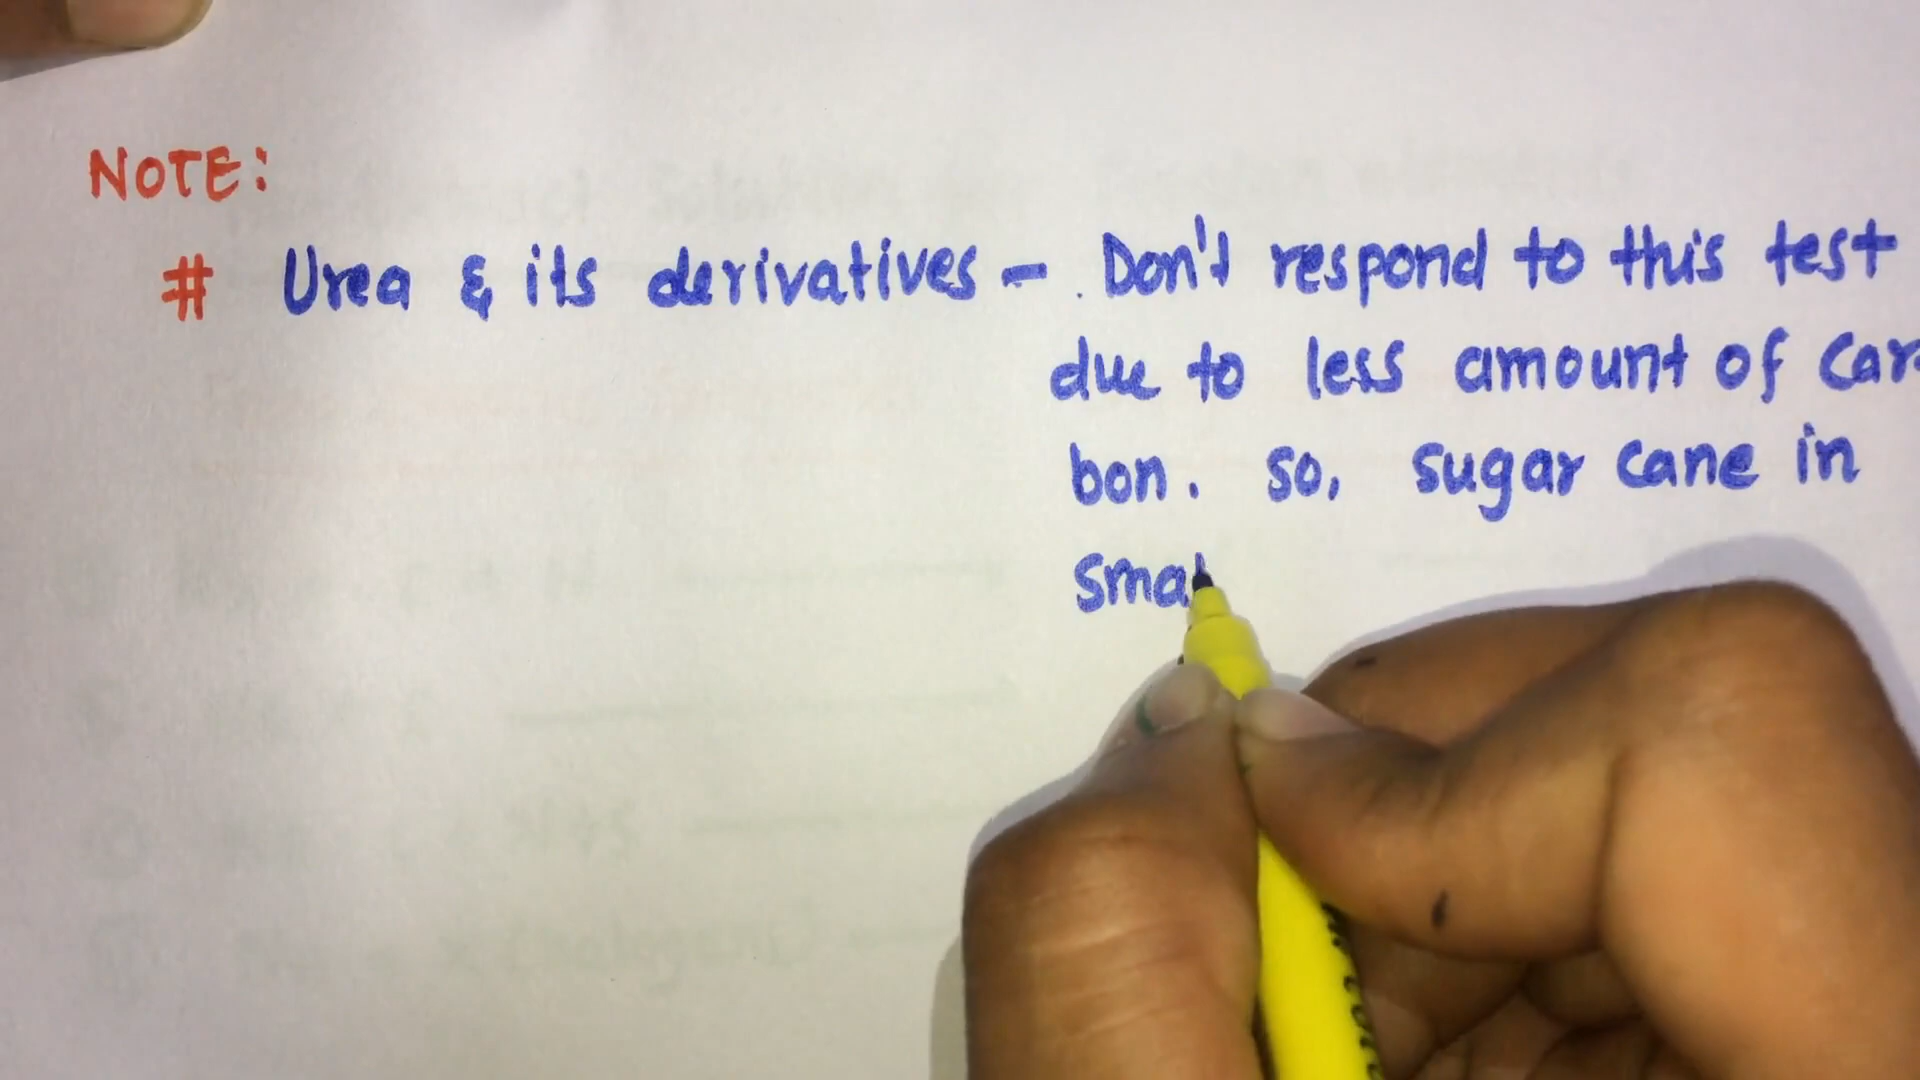 NOTE:
# Urea & its derivatives - Don't respond to this test
due to less amount of Car
bon. so, sugar cane in
sma